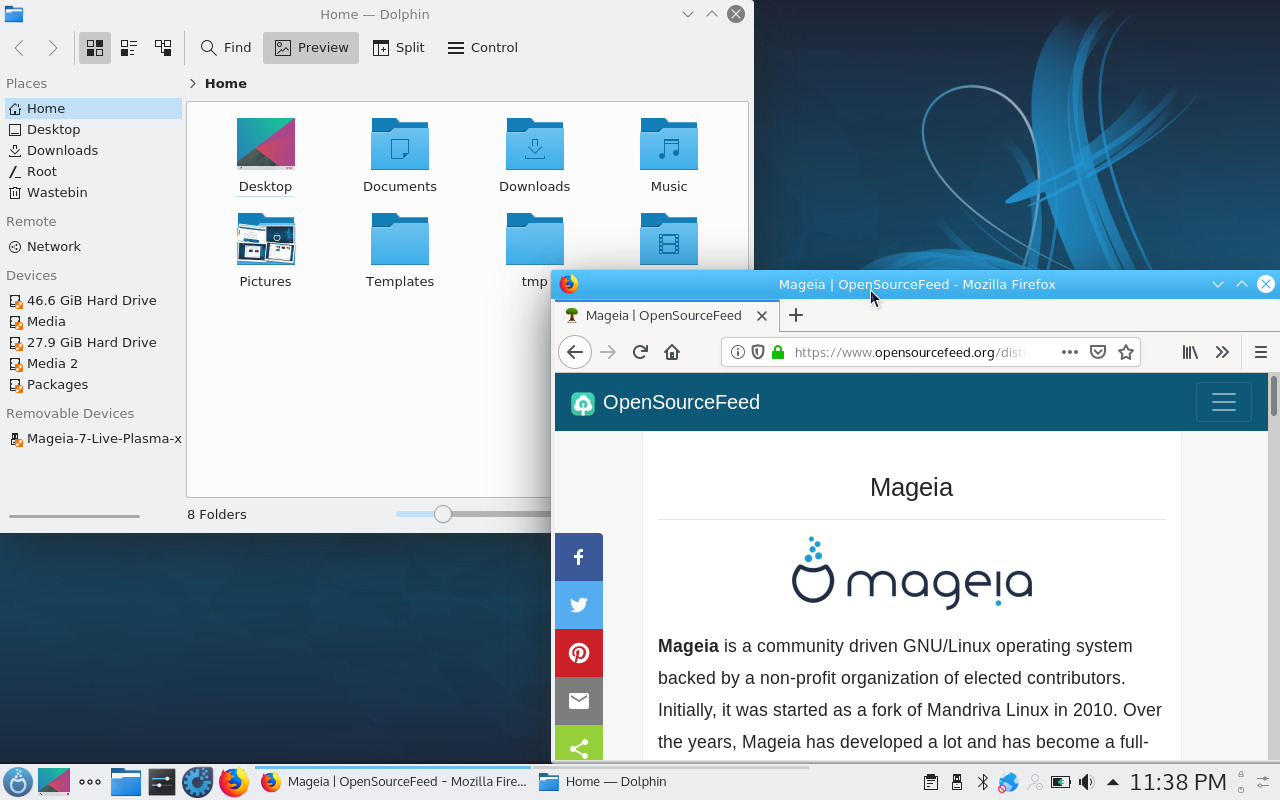 Home — Dolphin
Find
Preview
Split
Control
Places
Home
Home
Desktop
Downloads
Root
Wastebin
Remote
Network
Devices
46.6 GiB Hard Drive
Media
27.9 GiB Hard Drive
Media 2
Packages
Removable Devices
Mageia-7-Live-Plasma-x
Desktop
Documents
Downloads
Music
Pictures
Templates
tmp
8 Folders
Mageia | OpenSourceFeed - Mozilla Firefox
Mageia | OpenSourceFeed
https://www.opensourcefeed.org/dist
OpenSourceFeed
Mageia
mageia
Mageia is a community driven GNU/Linux operating system
backed by a non-profit organization of elected contributors.
Initially, it was started as a fork of Mandriva Linux in 2010. Over
the years, Mageia has developed a lot and has become a full-
Mageia | OpenSourceFeed - Mozilla Fire...
Home — Dolphin
11:38 PM